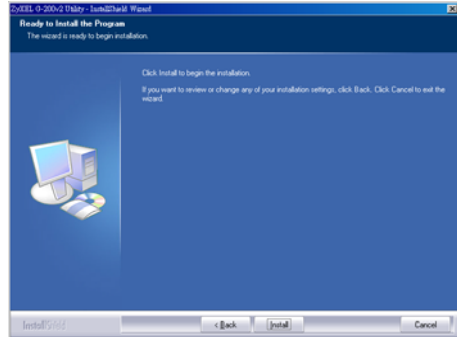 ZyXEL G-200v2 Utility - InstallShield Wizard
Ready to Install the Program
The wizard is ready to begin installation.
Click Install to begin the installation.
If you want to review or change any of your installation settings, click Back. Click Cancel to exit the
wizard.
InstallShield
< Back
Install
Cancel